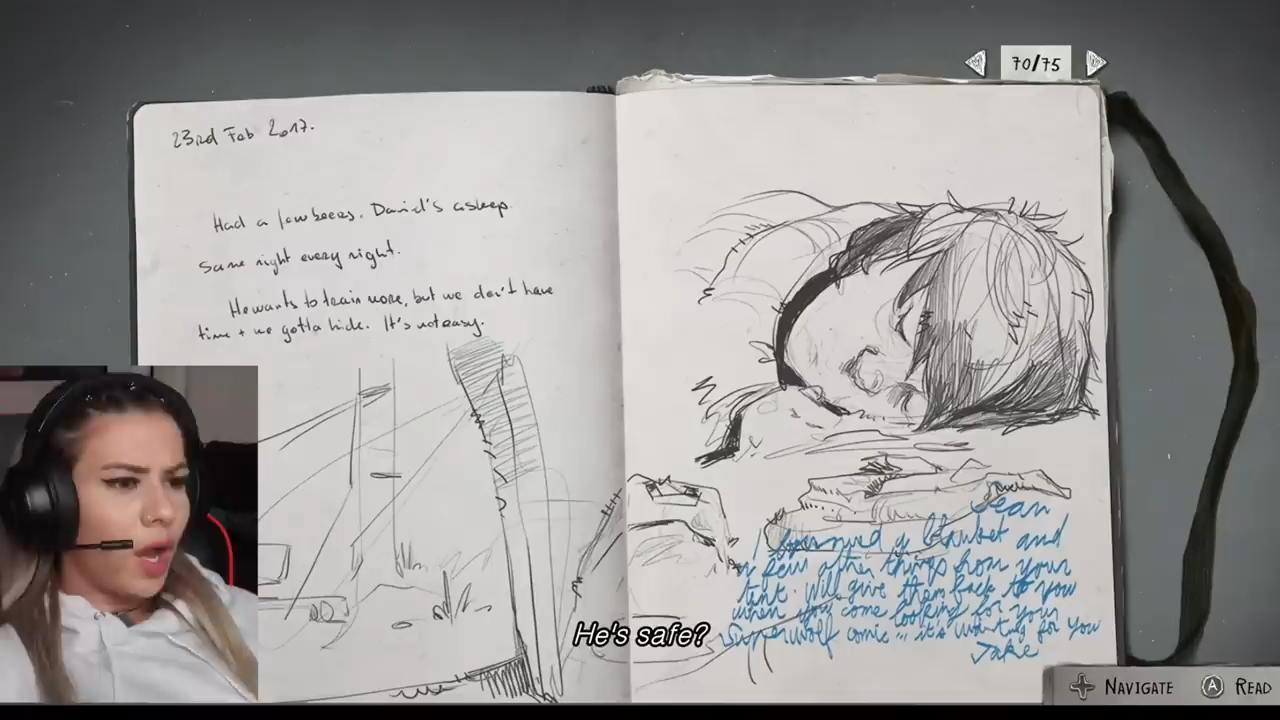 70/75
23rd Feb 2017.
Had a few beers. David's asleep.
Same night every night.
He wants to train more, but we don't have
time + we gotta hide. It's not easy.
Sean
I borrowed a blanket and
a few other things from your
tent. Will give them back to you
when you come looking for your
Superwolf comic... it's waiting for you
Jake
He's safe?
NAVIGATE
A READ